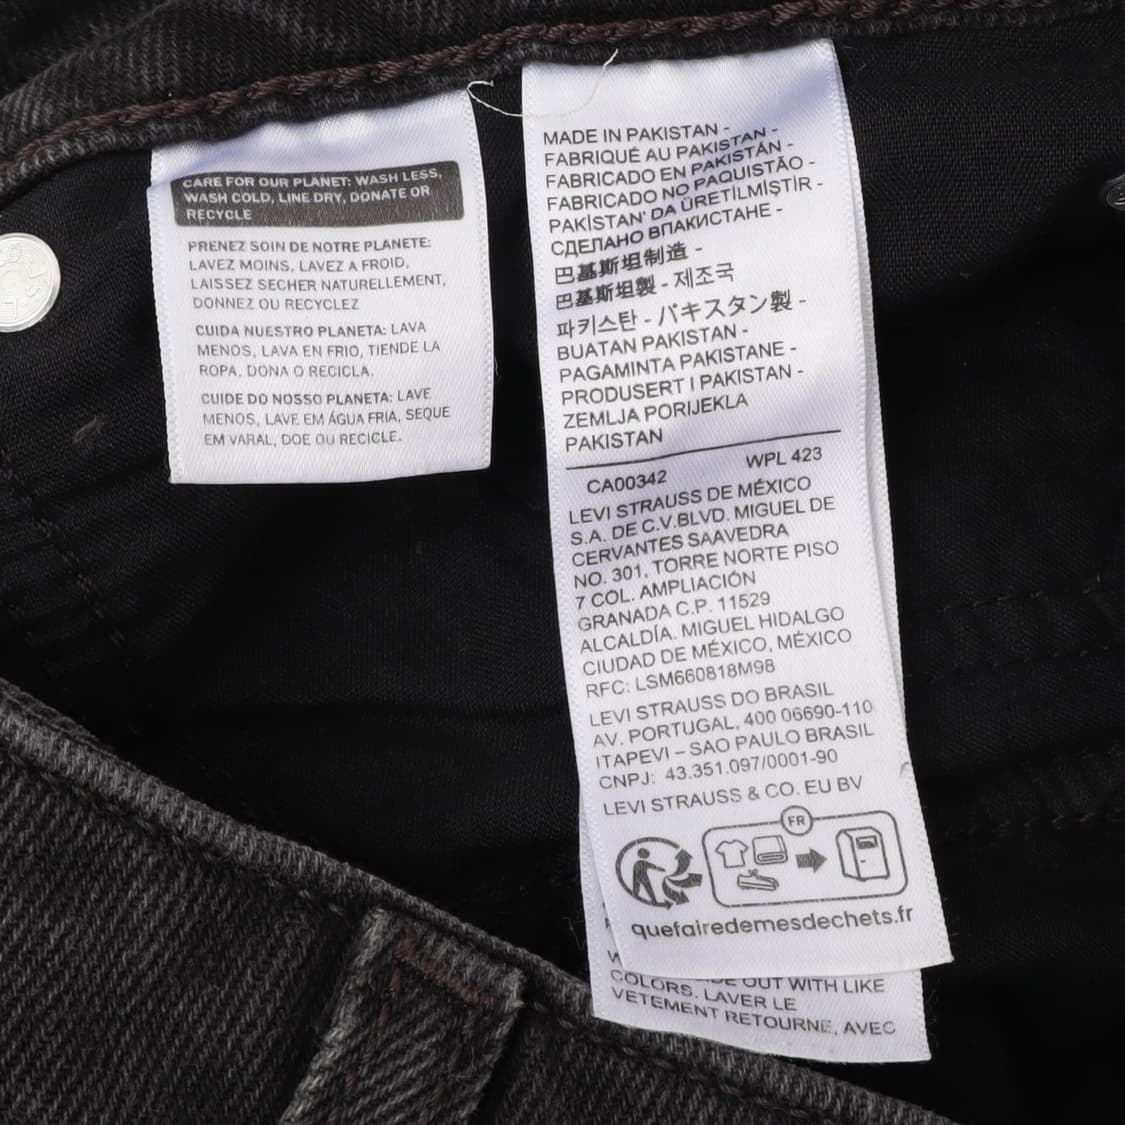 CARE FOR OUR PLANET: WASH LESS,
WASH COLD, LINE DRY, DONATE OR
RECYCLE
PRENEZ SOIN DE NOTRE PLANETE:
LAVEZ MOINS, LAVEZ A FROID,
LAISSEZ SECHER NATURELLEMENT,
DONNEZ OU RECYCLEZ
CUIDA NUESTRO PLANETA: LAVA
MENOS, LAVA EN FRIO, TIENDE LA
ROPA, DONA O RECICLA.
CUIDE DO NOSSO PLANETA: LAVE
MENOS, LAVE EM ÁGUA FRIA, SEQUE
EM VARAL, DOE OU RECICLE.
MADE IN PAKISTAN -
FABRIQUÉ AU PAKISTAN -
FABRICADO EN PAKISTÁN -
FABRICADO NO PAQUISTÃO -
PAKİSTAN' DA ÜRETİLMİŞTİR -
СДЕЛАНО ВПАКИСТАНЕ -
巴基斯坦制造 -
巴基斯坦製 - 제조국
파키스탄 - パキスタン製 -
BUATAN PAKISTAN -
PAGAMINTA PAKISTANE -
PRODUSERT I PAKISTAN -
ZEMLJA PORIJEKLA
PAKISTAN
CA00342 WPL 423
LEVI STRAUSS DE MÉXICO
S.A. DE C.V.BLVD. MIGUEL DE
CERVANTES SAAVEDRA
NO. 301, TORRE NORTE PISO
7 COL. AMPLIACIÓN
GRANADA C.P. 11529
ALCALDÍA. MIGUEL HIDALGO
CIUDAD DE MÉXICO, MÉXICO
RFC: LSM660818M98
LEVI STRAUSS DO BRASIL
AV. PORTUGAL, 400 06690-110
ITAPEVI – SAO PAULO BRASIL
CNPJ: 43.351.097/0001-90
LEVI STRAUSS & CO. EU BV
FR
quefairedemesdechets.fr
OUT WITH LIKE
COLORS. LAVER LE
VETEMENT RETOURNE, AVEC